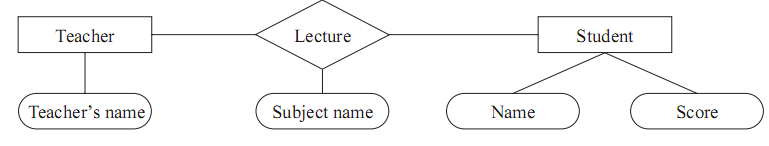 Teacher
Lecture
Student
Teacher’s name
Subject name
Name
Score